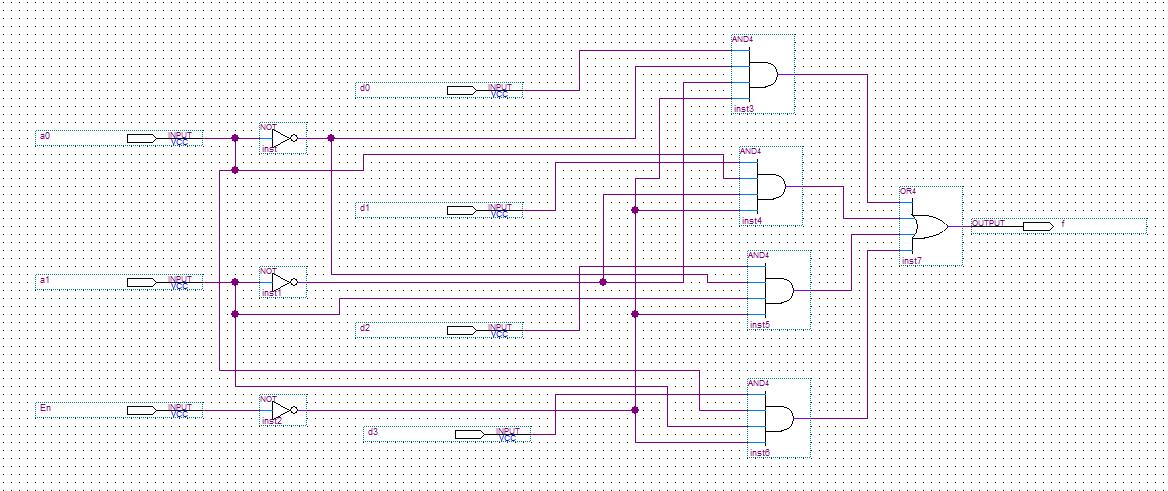 AND4
d0
INPUT
VCC
inst3
a0
INPUT
VCC
NOT
inst
AND4
d1
INPUT
VCC
inst4
OR4
OUTPUT
f
inst7
AND4
a1
INPUT
VCC
NOT
inst1
d2
INPUT
VCC
inst5
AND4
En
INPUT
VCC
NOT
inst2
d3
INPUT
VCC
inst6